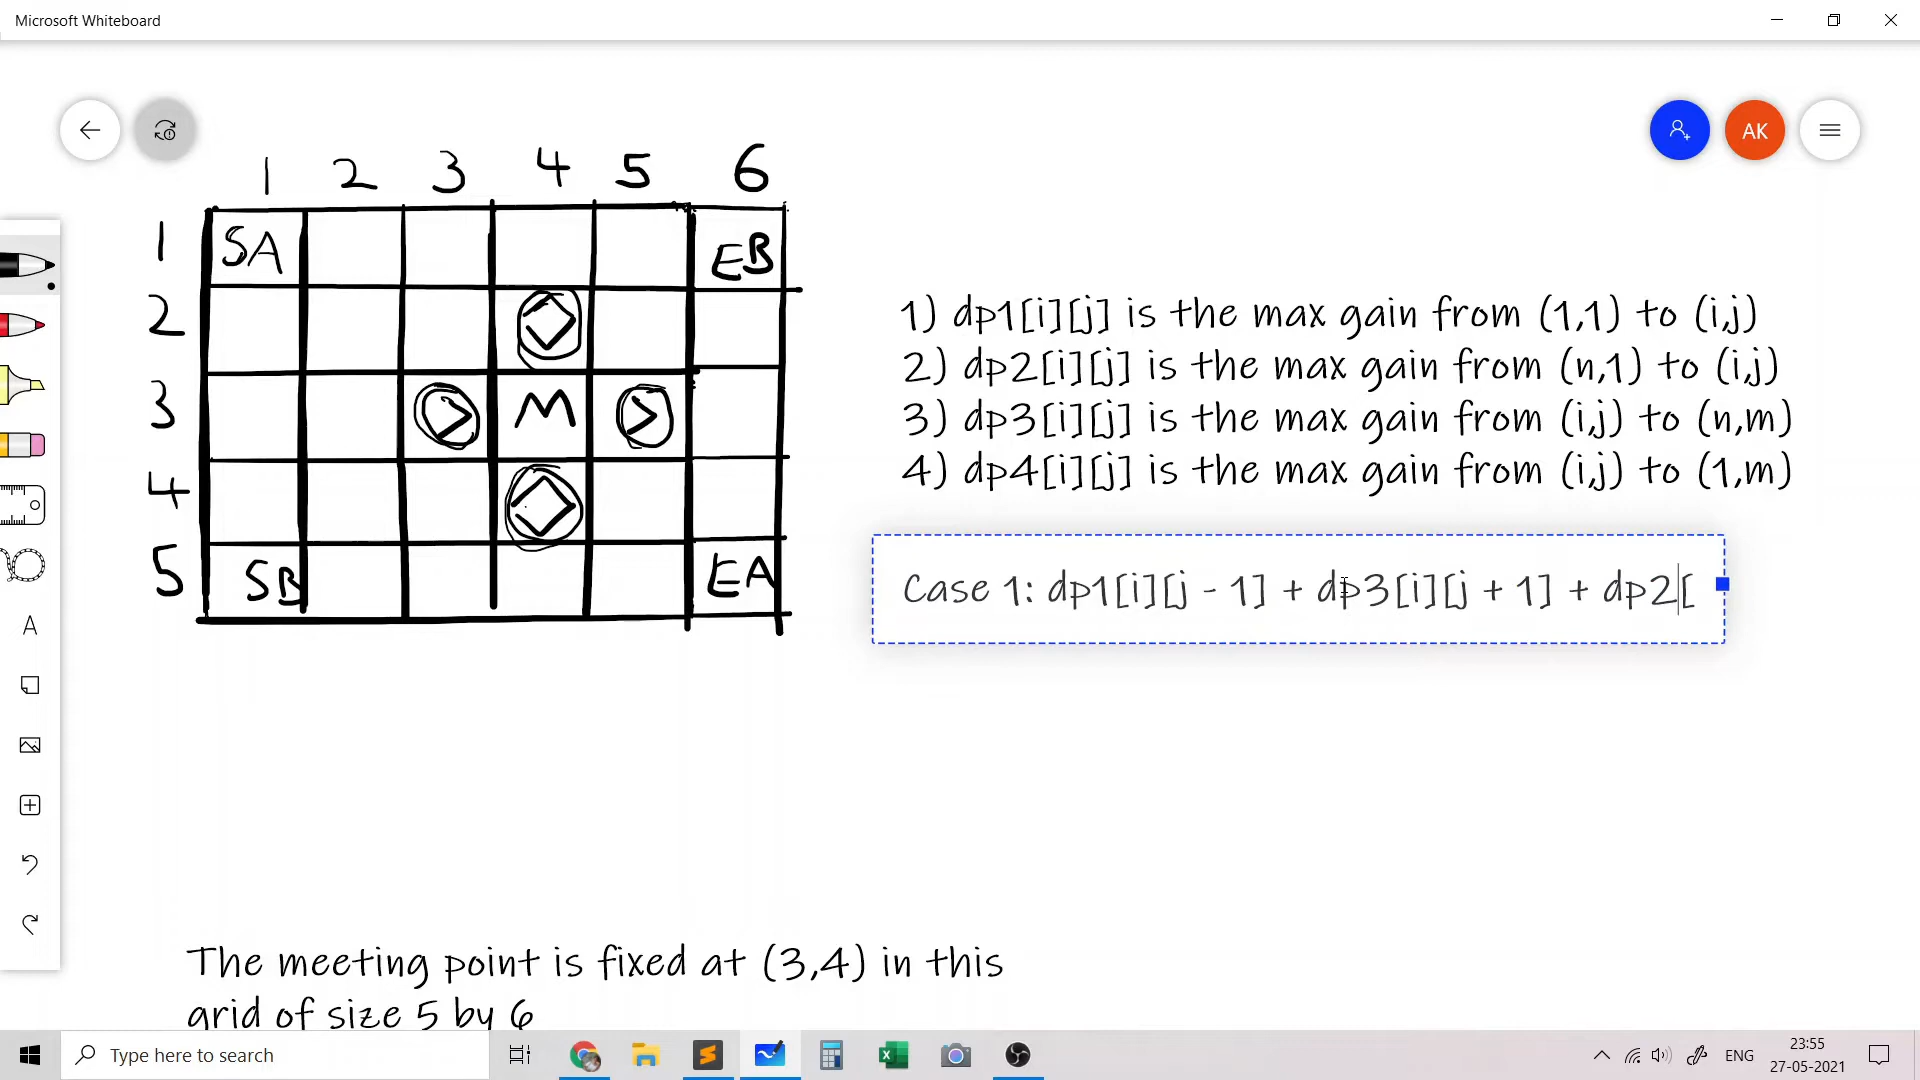 Microsoft Whiteboard
AK
1 2 3 4 5 6
1 SA EB
2
3 > M >
4
5 SB EA
1) dp1[i][j] is the max gain from (1,1) to (i,j)
2) dp2[i][j] is the max gain from (n,1) to (i,j)
3) dp3[i][j] is the max gain from (i,j) to (n,m)
4) dp4[i][j] is the max gain from (i,j) to (1,m)
Case 1: dp1[i][j - 1] + dp3[i][j + 1] + dp2[
A
The meeting point is fixed at (3,4) in this
grid of size 5 by 6
Type here to search
ENG
23:55
27-05-2021